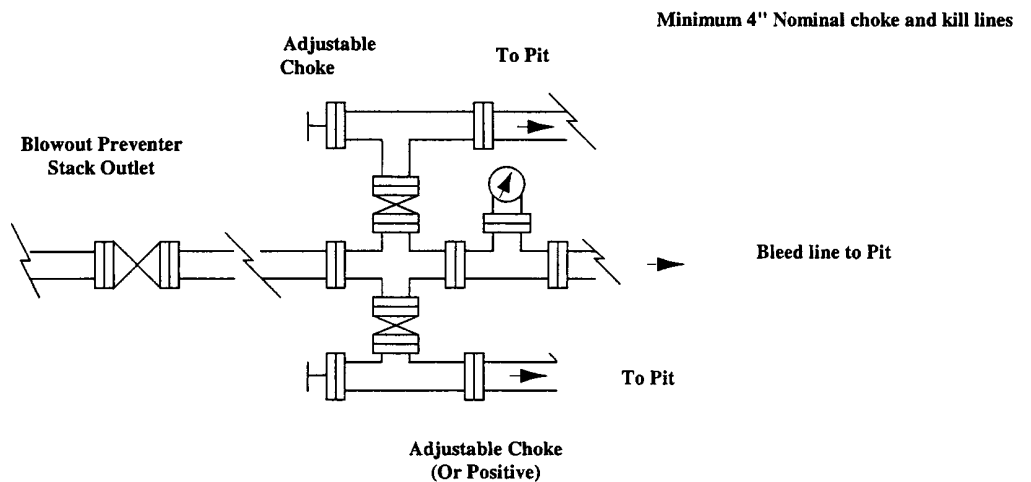 Minimum 4" Nominal choke and kill lines
Adjustable
Choke
To Pit
Blowout Preventer
Stack Outlet
Bleed line to Pit
To Pit
Adjustable Choke
(Or Positive)